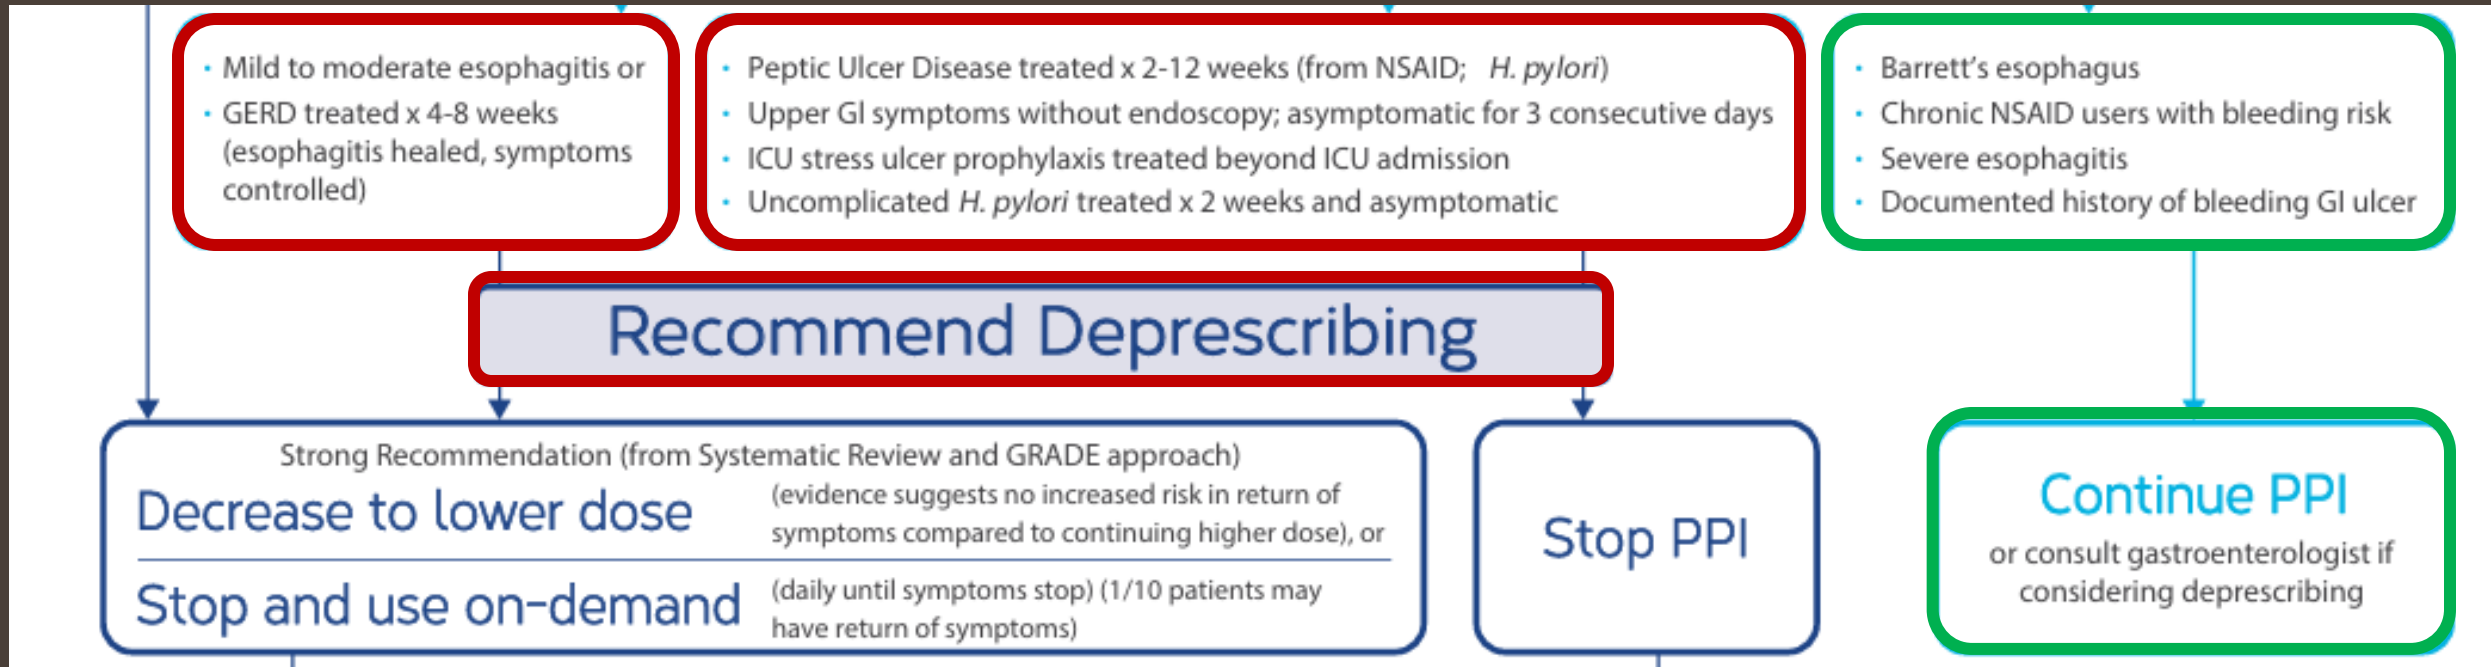 • Mild to moderate esophagitis or
• GERD treated x 4-8 weeks
(esophagitis healed, symptoms
controlled)
• Peptic Ulcer Disease treated x 2-12 weeks (from NSAID; H. pylori)
• Upper GI symptoms without endoscopy; asymptomatic for 3 consecutive days
• ICU stress ulcer prophylaxis treated beyond ICU admission
• Uncomplicated H. pylori treated x 2 weeks and asymptomatic
• Barrett's esophagus
• Chronic NSAID users with bleeding risk
• Severe esophagitis
• Documented history of bleeding GI ulcer
Recommend Deprescribing
Strong Recommendation (from Systematic Review and GRADE approach)
Decrease to lower dose
(evidence suggests no increased risk in return of
symptoms compared to continuing higher dose), or
Stop and use on-demand
(daily until symptoms stop) (1/10 patients may
have return of symptoms)
Stop PPI
Continue PPI
or consult gastroenterologist if
considering deprescribing